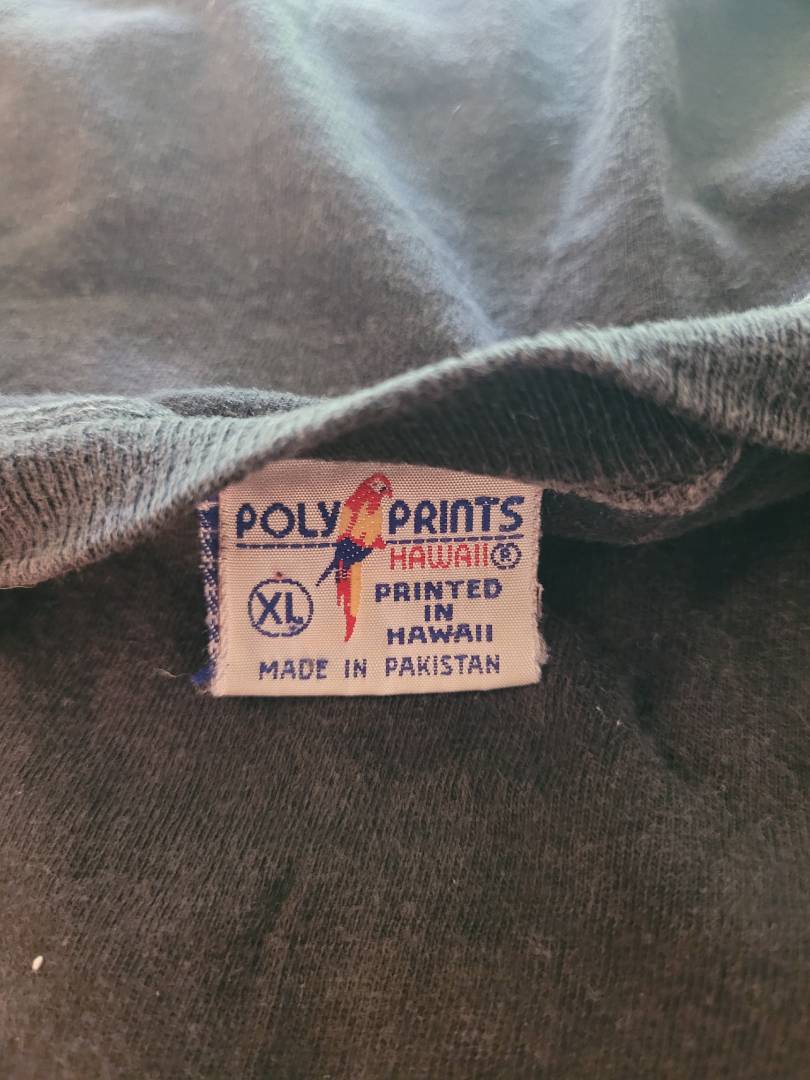 POLY PRINTS
HAWAII®
XL
PRINTED
IN
HAWAII
MADE IN PAKISTAN